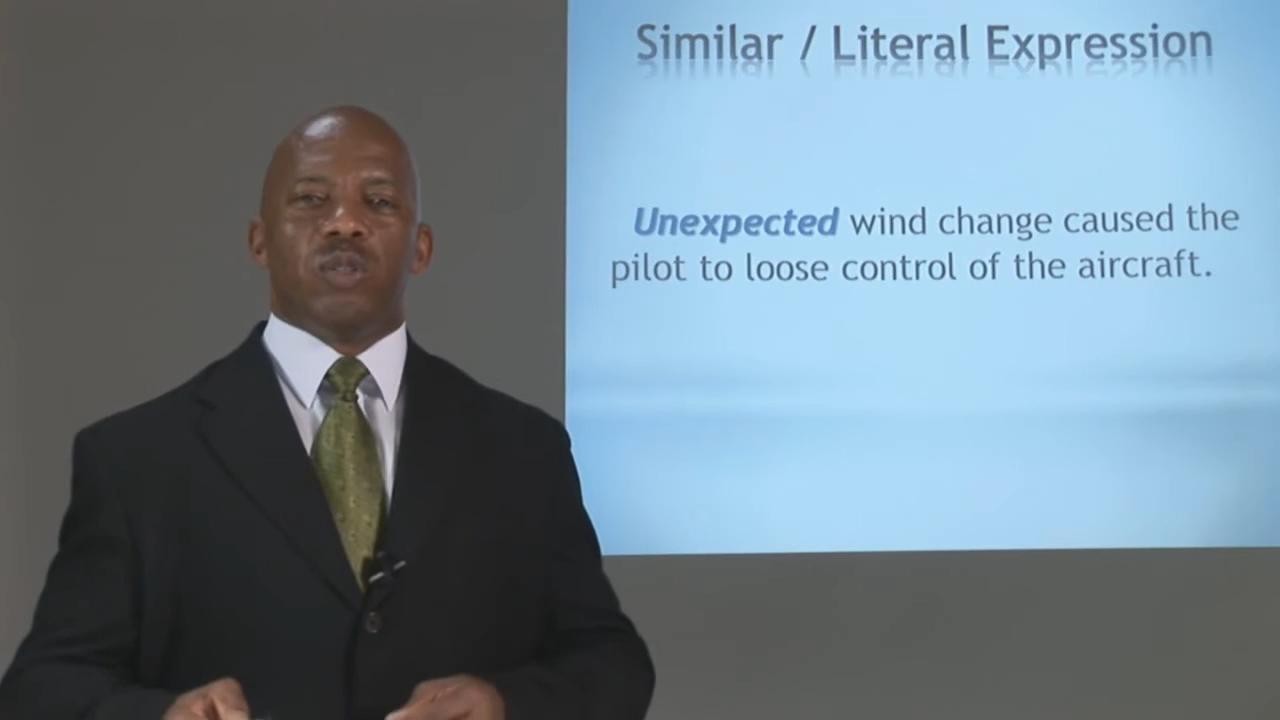 Similar / Literal Expression
Unexpected wind change caused the
pilot to loose control of the aircraft.